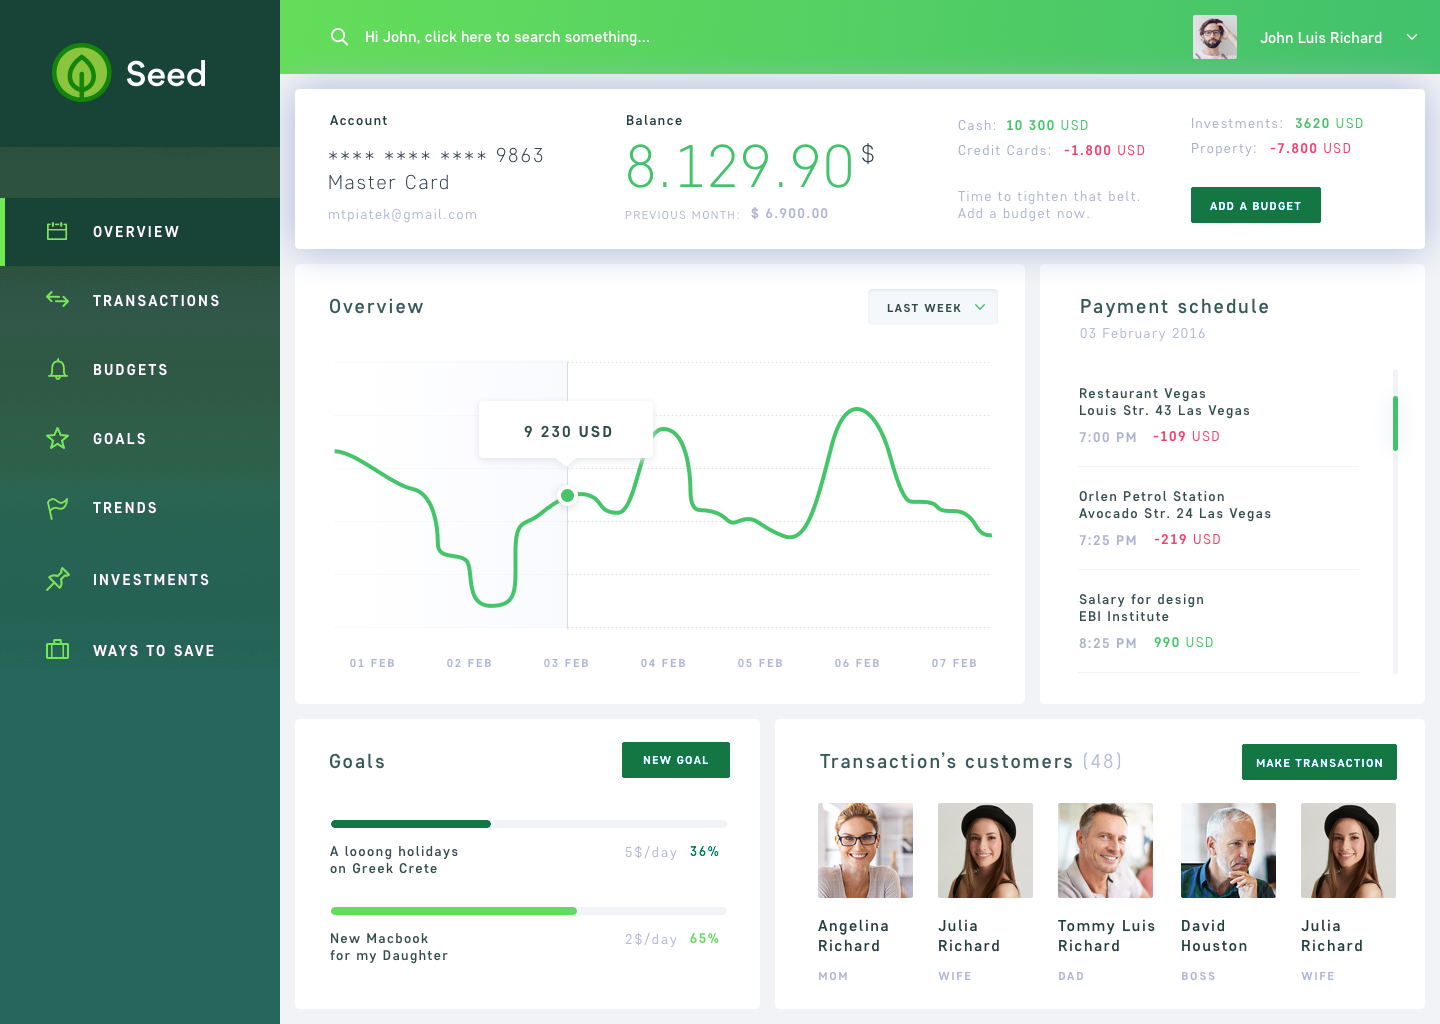 Seed
Hi John, click here to search something...
John Luis Richard
OVERVIEW
TRANSACTIONS
BUDGETS
GOALS
TRENDS
INVESTMENTS
WAYS TO SAVE
Account
**** **** **** 9863
Master Card
mtpiatek@gmail.com
Balance
8.129.90 $
PREVIOUS MONTH: $ 6.900.00
Cash: 10 300 USD
Credit Cards: -1.800 USD
Time to tighten that belt.
Add a budget now.
Investments: 3620 USD
Property: -7.800 USD
ADD A BUDGET
Overview
LAST WEEK
9 230 USD
01 FEB 02 FEB 03 FEB 04 FEB 05 FEB 06 FEB 07 FEB
Payment schedule
03 February 2016
Restaurant Vegas
Louis Str. 43 Las Vegas
7:00 PM -109 USD
Orlen Petrol Station
Avocado Str. 24 Las Vegas
7:25 PM -219 USD
Salary for design
EBI Institute
8:25 PM 990 USD
Goals
NEW GOAL
A looong holidays
on Greek Crete
5$/day 36%
New Macbook
for my Daughter
2$/day 65%
Transaction’s customers (48)
MAKE TRANSACTION
Angelina
Richard
MOM
Julia
Richard
WIFE
Tommy Luis
Richard
DAD
David
Houston
BOSS
Julia
Richard
WIFE